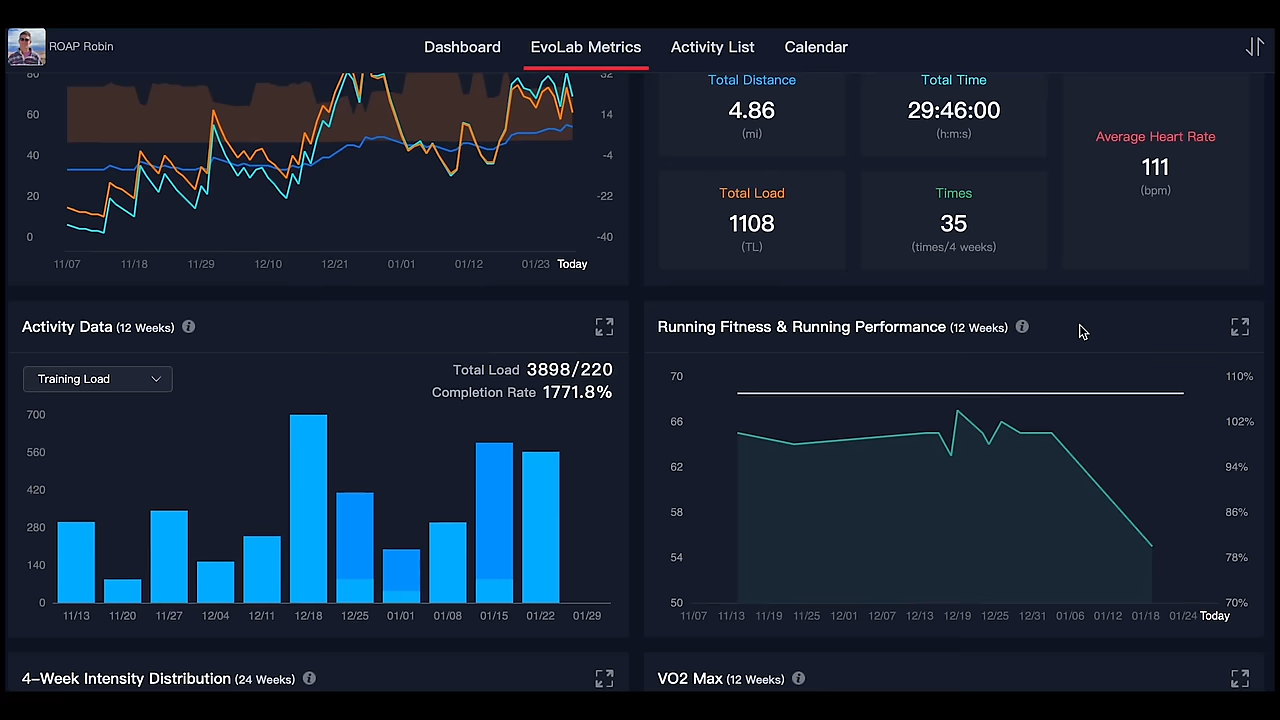 ROAP Robin
Dashboard
EvoLab Metrics
Activity List
Calendar
80
60
40
20
0
32
14
-4
-22
-40
11/07 11/18 11/29 12/10 12/21 01/01 01/12 01/23 Today
Total Distance
4.86
(mi)
Total Time
29:46:00
(h:m:s)
Average Heart Rate
111
(bpm)
Total Load
1108
(TL)
Times
35
(times/4 weeks)
Activity Data (12 Weeks)
Training Load
Total Load 3898/220
Completion Rate 1771.8%
700
560
420
280
140
0
11/13 11/20 11/27 12/04 12/11 12/18 12/25 01/01 01/08 01/15 01/22 01/29
Running Fitness & Running Performance (12 Weeks)
70
66
62
58
54
50
110%
102%
94%
86%
78%
70%
11/07 11/13 11/19 11/25 12/01 12/07 12/13 12/19 12/25 12/31 01/06 01/12 01/18 01/24 Today
4-Week Intensity Distribution (24 Weeks)
VO2 Max (12 Weeks)